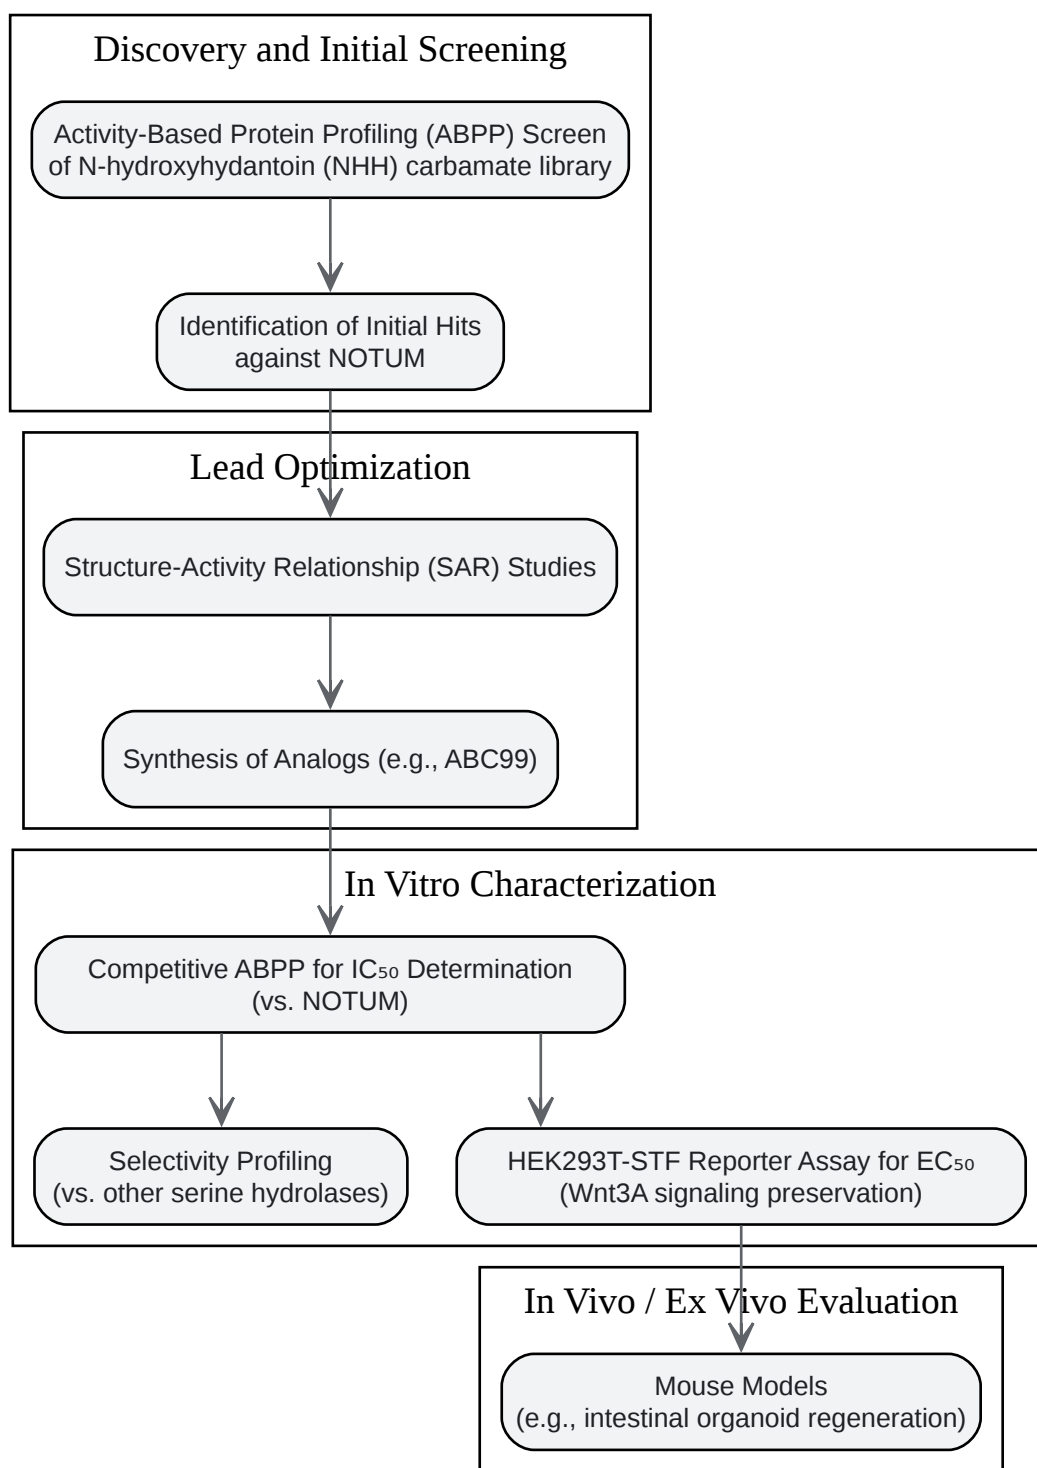 Discovery and Initial Screening
Activity-Based Protein Profiling (ABPP) Screen
of N-hydroxyhydantoin (NHH) carbamate library
Identification of Initial Hits
against NOTUM
Lead Optimization
Structure-Activity Relationship (SAR) Studies
Synthesis of Analogs (e.g., ABC99)
In Vitro Characterization
Competitive ABPP for IC₅₀ Determination
(vs. NOTUM)
Selectivity Profiling
(vs. other serine hydrolases)
HEK293T-STF Reporter Assay for EC₅₀
(Wnt3A signaling preservation)
In Vivo / Ex Vivo Evaluation
Mouse Models
(e.g., intestinal organoid regeneration)